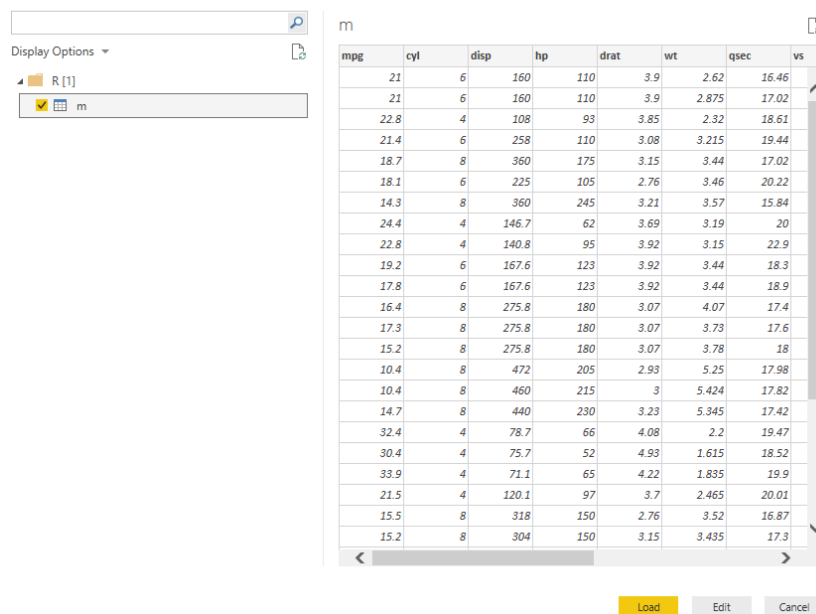 m
Display Options
R [1]
m
mpg cyl disp hp drat wt qsec vs
21 6 160 110 3.9 2.62 16.46
21 6 160 110 3.9 2.875 17.02
22.8 4 108 93 3.85 2.32 18.61
21.4 6 258 110 3.08 3.215 19.44
18.7 8 360 175 3.15 3.44 17.02
18.1 6 225 105 2.76 3.46 20.22
14.3 8 360 245 3.21 3.57 15.84
24.4 4 146.7 62 3.69 3.19 20
22.8 4 140.8 95 3.92 3.15 22.9
19.2 6 167.6 123 3.92 3.44 18.3
17.8 6 167.6 123 3.92 3.44 18.9
16.4 8 275.8 180 3.07 4.07 17.4
17.3 8 275.8 180 3.07 3.73 17.6
15.2 8 275.8 180 3.07 3.78 18
10.4 8 472 205 2.93 5.25 17.98
10.4 8 460 215 3 5.424 17.82
14.7 8 440 230 3.23 5.345 17.42
32.4 4 78.7 66 4.08 2.2 19.47
30.4 4 75.7 52 4.93 1.615 18.52
33.9 4 71.1 65 4.22 1.835 19.9
21.5 4 120.1 97 3.7 2.465 20.01
15.5 8 318 150 2.76 3.52 16.87
15.2 8 304 150 3.15 3.435 17.3
Load Edit Cancel